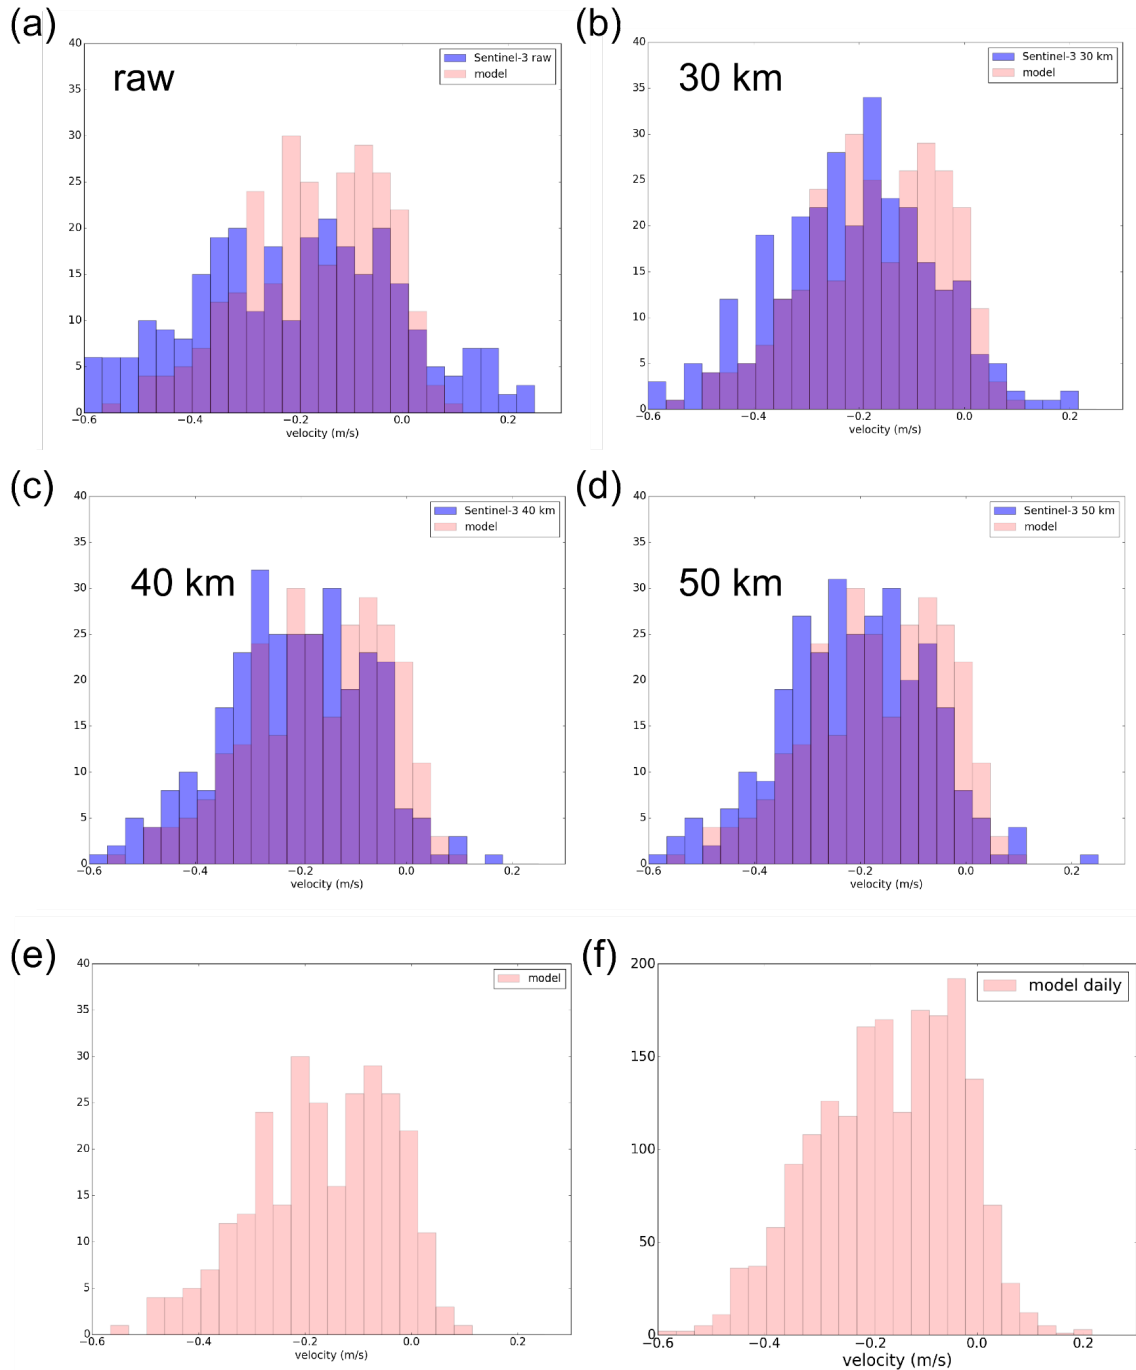 (a)
raw
Sentinel-3 raw
model
40
35
30
25
20
15
10
5
0
−0.6 −0.4 −0.2 0.0 0.2
velocity (m/s)
(b)
30 km
Sentinel-3 30 km
model
40
35
30
25
20
15
10
5
0
−0.6 −0.4 −0.2 0.0 0.2
velocity (m/s)
(c)
40 km
Sentinel-3 40 km
model
40
35
30
25
20
15
10
5
0
−0.6 −0.4 −0.2 0.0 0.2
velocity (m/s)
(d)
50 km
Sentinel-3 50 km
model
40
35
30
25
20
15
10
5
0
−0.6 −0.4 −0.2 0.0 0.2
velocity (m/s)
(e)
model
40
35
30
25
20
15
10
5
0
−0.6 −0.4 −0.2 0.0 0.2
velocity (m/s)
(f)
model daily
200
150
100
50
0
−0.6 −0.4 −0.2 0.0 0.2
velocity (m/s)